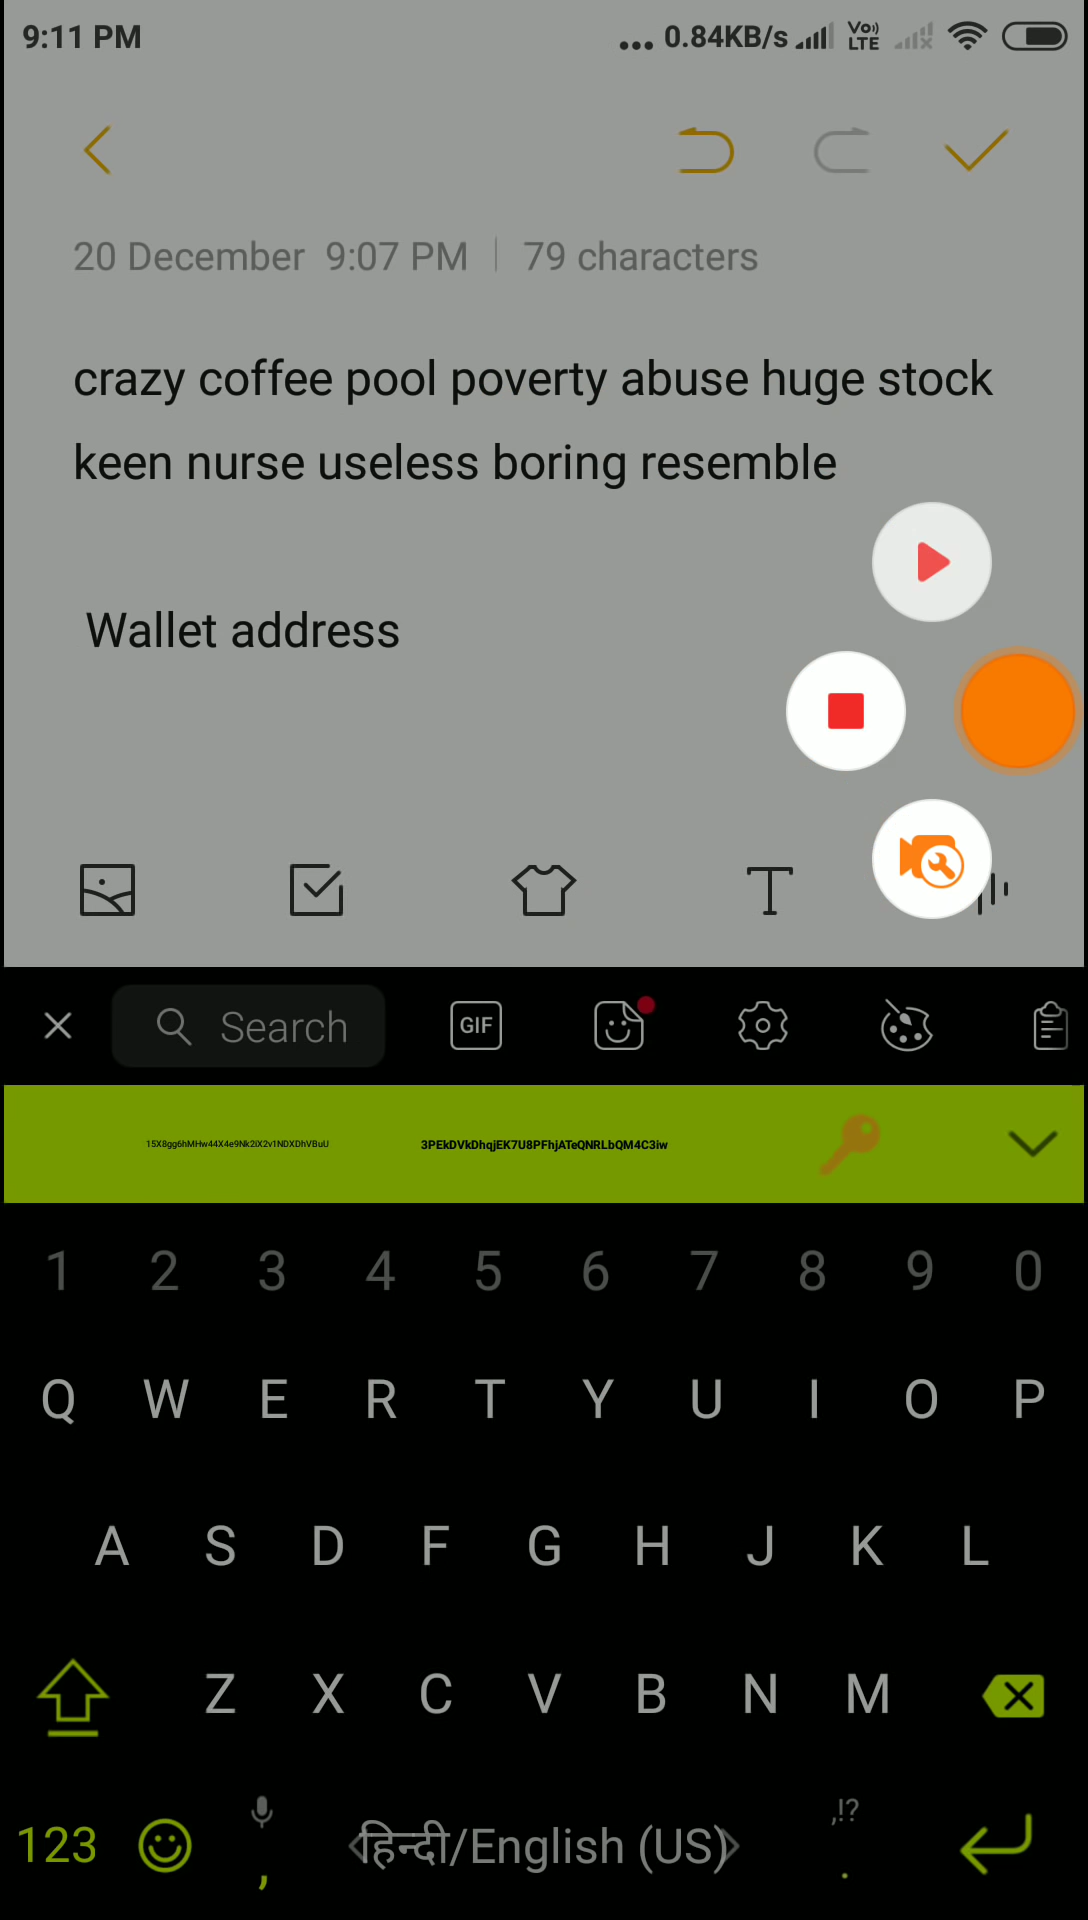 9:11 PM
... 0.84KB/s VoLTE
20 December 9:07 PM | 79 characters
crazy coffee pool poverty abuse huge stock
keen nurse useless boring resemble
Wallet address
Search GIF
3PEkDVkDhqjEK7U8PFhjATeQNRLbQM4C3iw
1 2 3 4 5 6 7 8 9 0
Q W E R T Y U I O P
A S D F G H J K L
Z X C V B N M
,!?
123 , हिन्दी/English (US) .